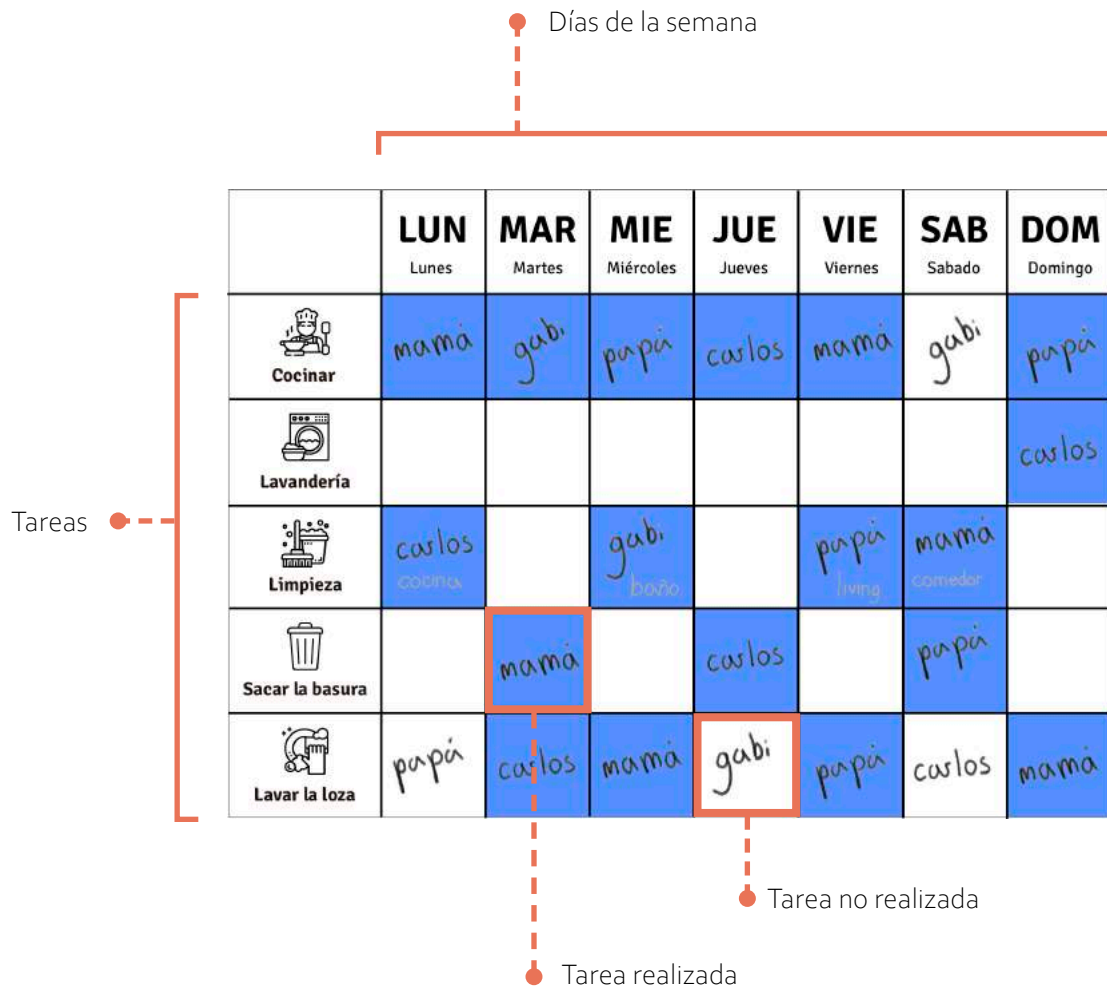 Días de la semana
LUN MAR MIE JUE VIE SAB DOM
Lunes Martes Miércoles Jueves Viernes Sabado Domingo
mamá gabi papá carlos mamá gabi papá
Cocinar
carlos
Lavandería
Tareas
carlos gabi papá mamá
cocina baño living comedor
Limpieza
mamá carlos papá
Sacar la basura
papá carlos mamá gabi papá carlos mamá
Lavar la loza
Tarea no realizada
Tarea realizada